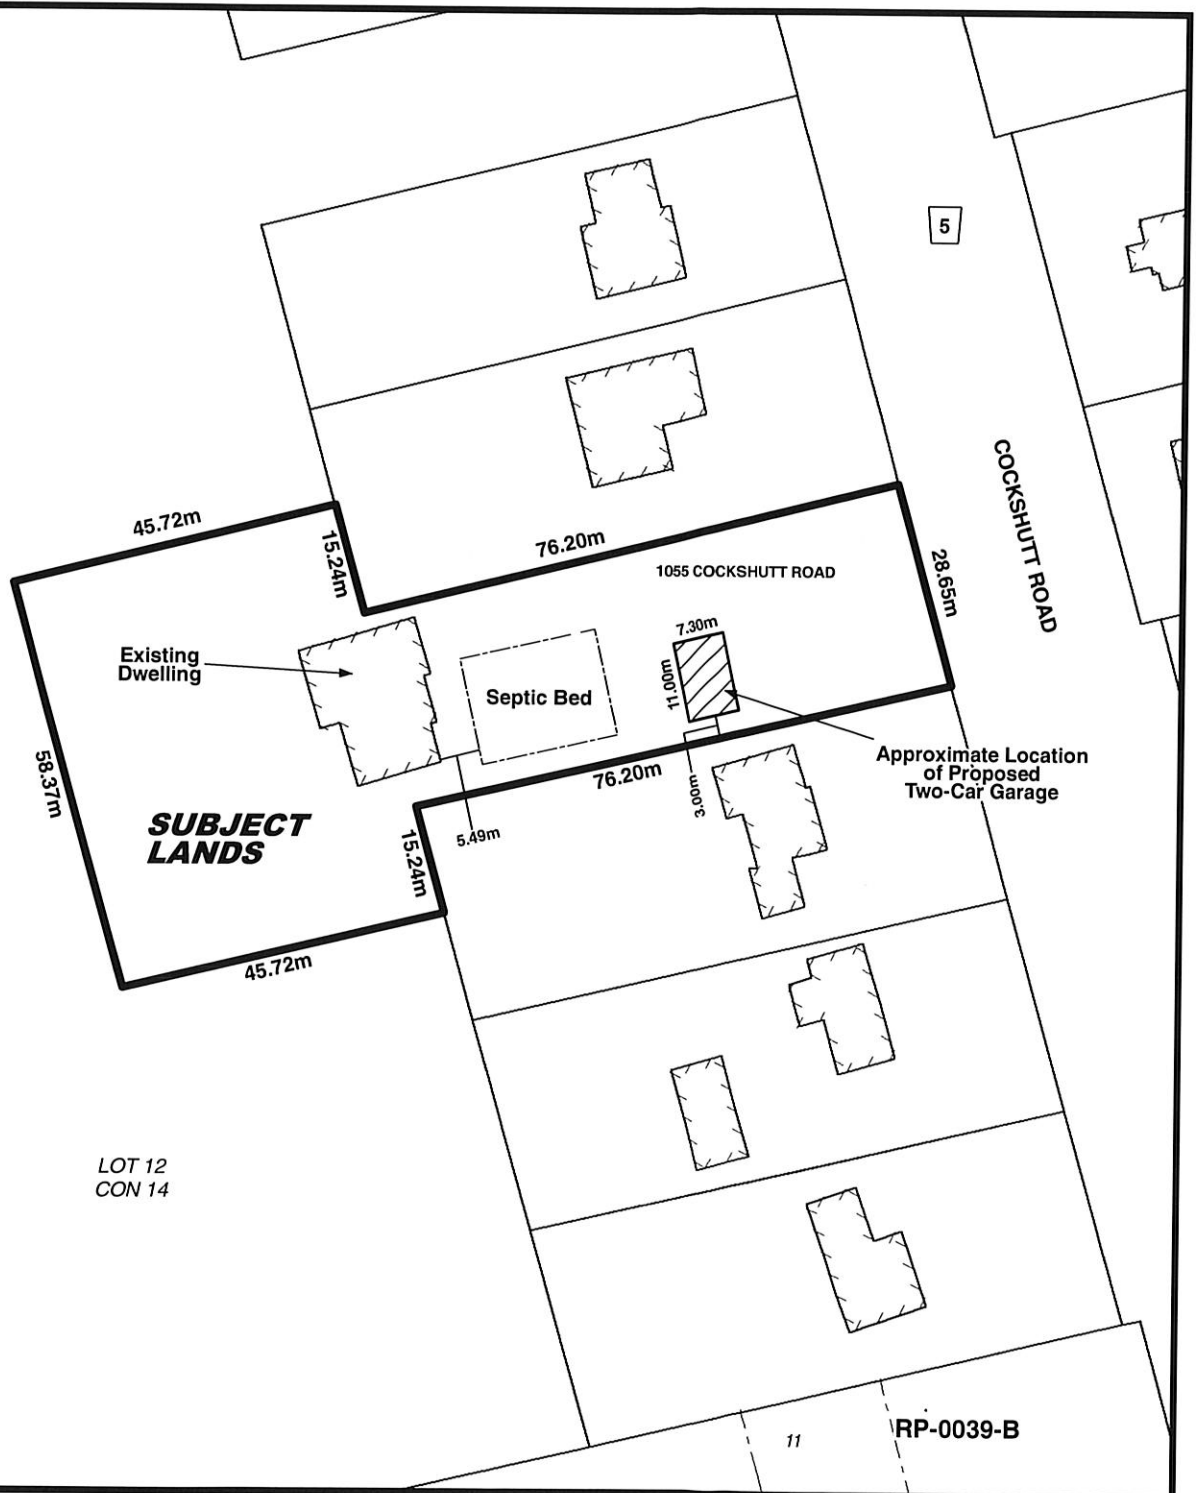 5
COCKSHUTT ROAD
45.72m
15.24m
76.20m
1055 COCKSHUTT ROAD
28.65m
7.30m
11.00m
Existing
Dwelling
Septic Bed
Approximate Location
of Proposed
Two-Car Garage
58.37m
76.20m
3.00m
SUBJECT
LANDS
5.49m
15.24m
45.72m
LOT 12
CON 14
11
RP-0039-B